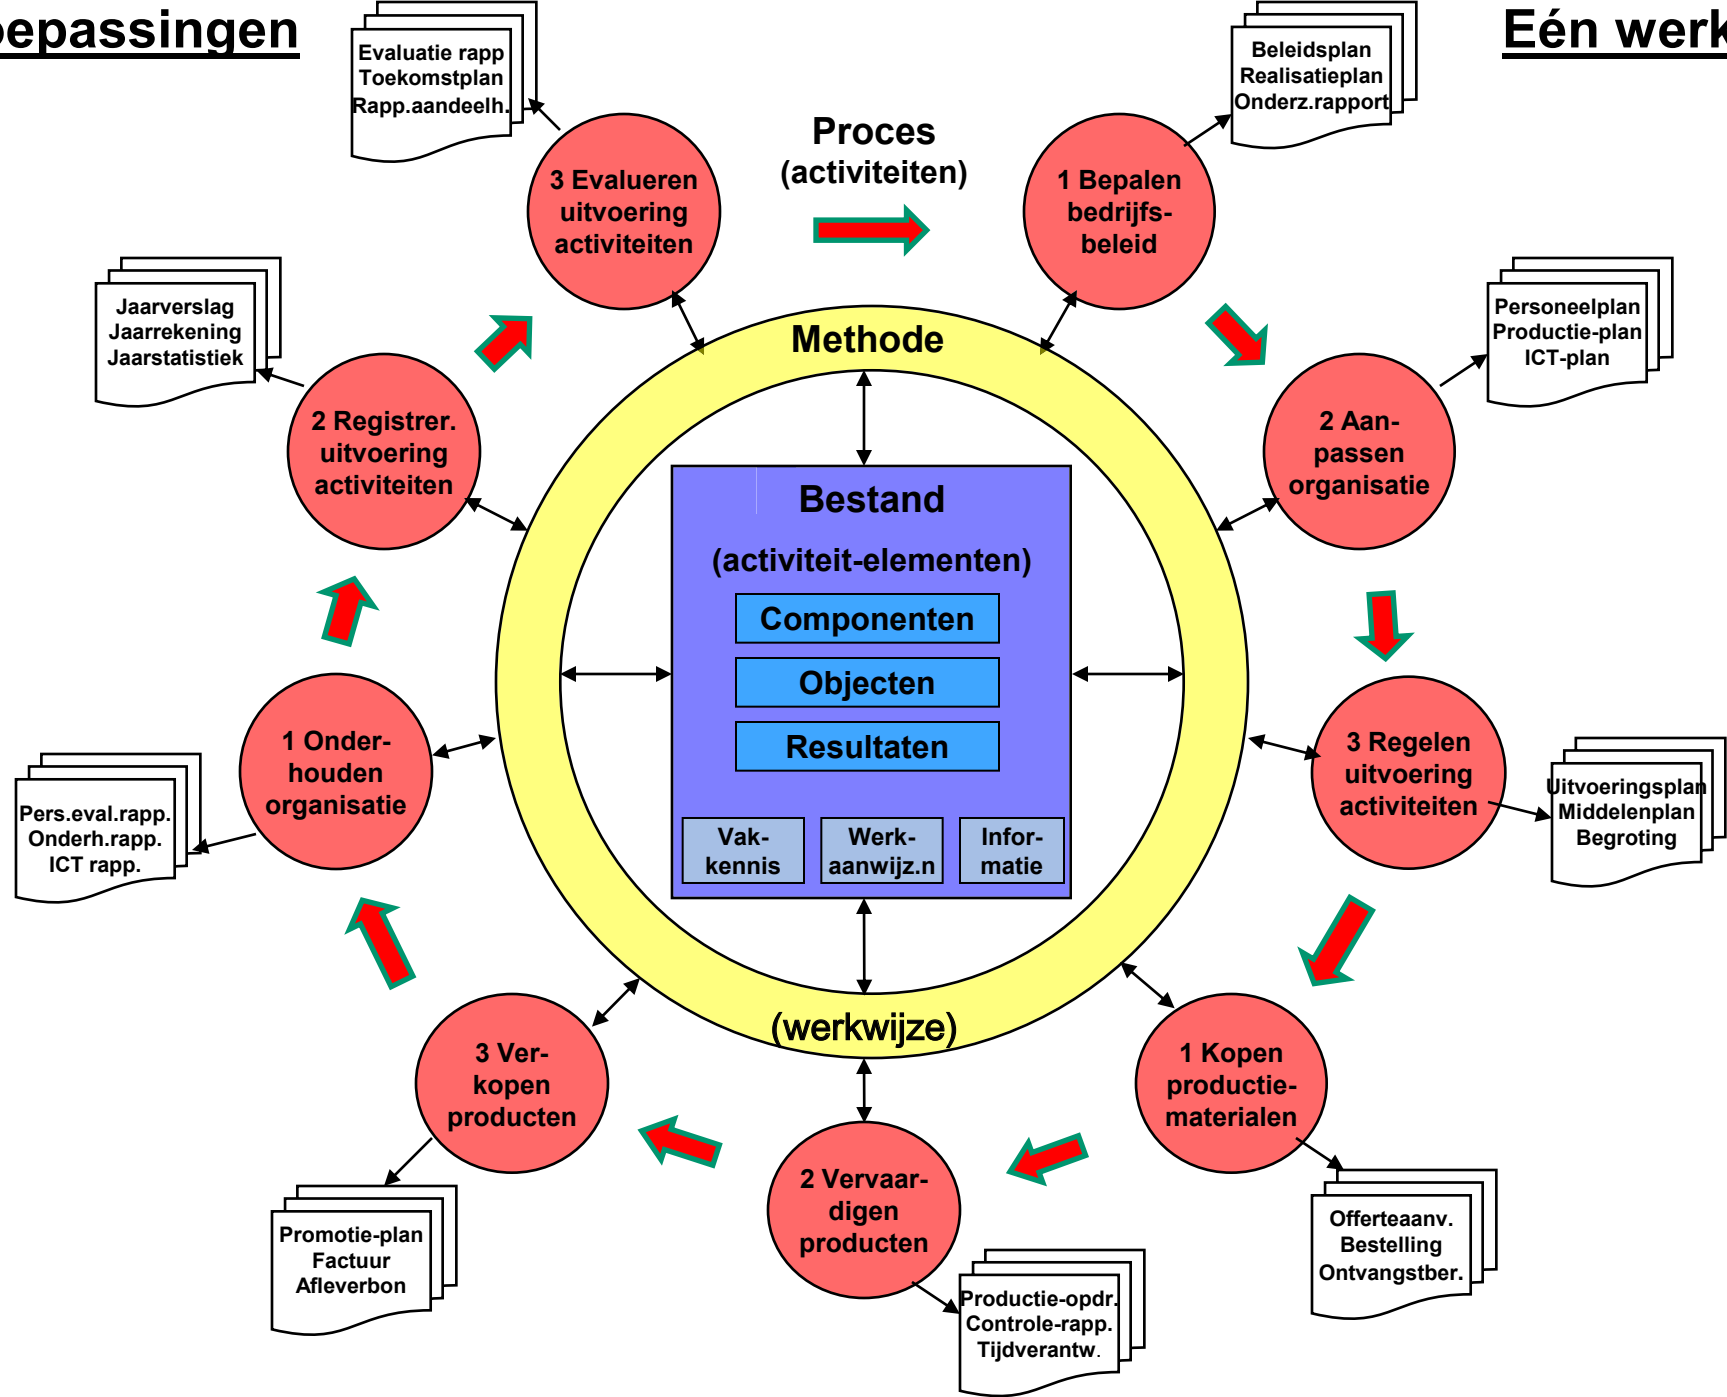 epassingen
Eén werk
Evaluatie rapp
Toekomstplan
Rapp.aandeelh.
Beleidsplan
Realisatieplan
Onderz.rapport
Proces
(activiteiten)
3 Evalueren
uitvoering
activiteiten
1 Bepalen
bedrijfs-
beleid
Jaarverslag
Jaarrekening
Jaarstatistiek
Personeelplan
Productie-plan
ICT-plan
Methode
2 Registrer.
uitvoering
activiteiten
2 Aan-
passen
organisatie
Bestand
(activiteit-elementen)
Componenten
Objecten
Resultaten
Vak-
kennis
Werk-
aanwijz.n
Infor-
matie
1 Onder-
houden
organisatie
3 Regelen
uitvoering
activiteiten
Pers.eval.rapp.
Onderh.rapp.
ICT rapp.
Uitvoeringsplan
Middelenplan
Begroting
(werkwijze)
3 Ver-
kopen
producten
1 Kopen
productie-
materialen
2 Vervaar-
digen
producten
Promotie-plan
Factuur
Afleverbon
Offerteaanv.
Bestelling
Ontvangstber.
Productie-opdr.
Controle-rapp.
Tijdverantw.